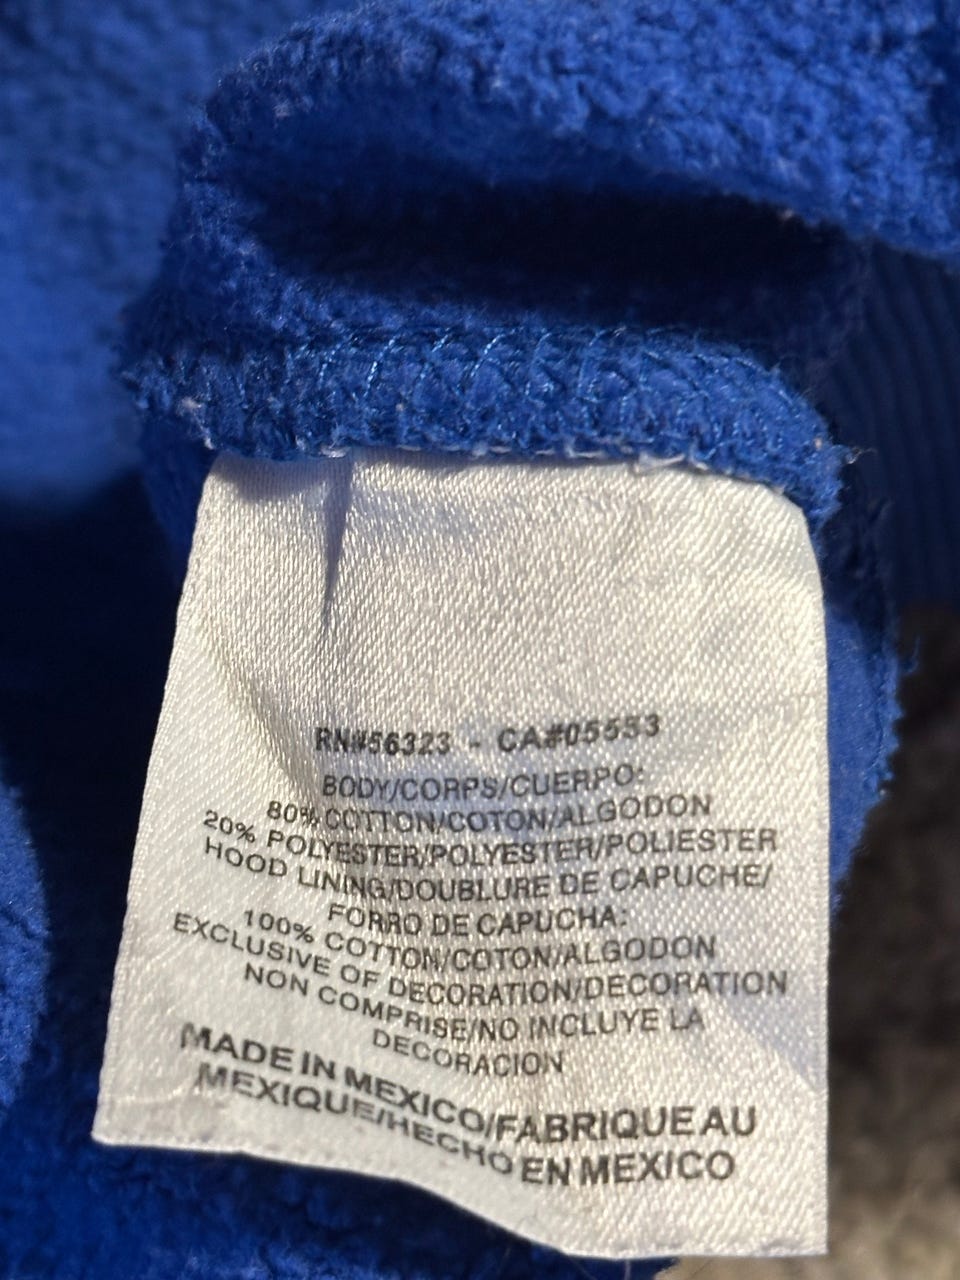 RN#56323 - CA#05553
BODY/CORPS/CUERPO:
80% COTTON/COTON/ALGODON
20% POLYESTER/POLYESTER/POLIESTER
HOOD LINING/DOUBLURE DE CAPUCHE/
FORRO DE CAPUCHA:
100% COTTON/COTON/ALGODON
EXCLUSIVE OF DECORATION/DECORATION
NON COMPRISE/NO INCLUYE LA
DECORACION
MADE IN MEXICO/FABRIQUE AU
MEXIQUE/HECHO EN MEXICO